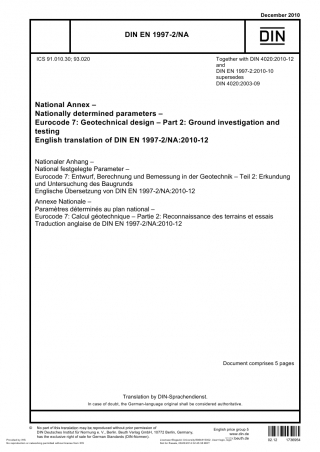 December 2010
DIN EN 1997-2/NA
DIN
ICS 91.010.30; 93.020
Together with DIN 4020:2010-12
and
DIN EN 1997-2:2010-10
supersedes
DIN 4020:2003-09
National Annex –
Nationally determined parameters –
Eurocode 7: Geotechnical design – Part 2: Ground investigation and
testing
English translation of DIN EN 1997-2/NA:2010-12
Nationaler Anhang –
National festgelegte Parameter –
Eurocode 7: Entwurf, Berechnung und Bemessung in der Geotechnik – Teil 2: Erkundung
und Untersuchung des Baugrunds
Englische Übersetzung von DIN EN 1997-2/NA:2010-12
Annexe Nationale –
Paramètres déterminés au plan national –
Eurocode 7: Calcul géotechnique – Partie 2: Reconnaissance des terrains et essais
Traduction anglaise de DIN EN 1997-2/NA:2010-12
Document comprises 5 pages
Translation by DIN-Sprachendienst.
In case of doubt, the German-language original shall be considered authoritative.
© No part of this translation may be reproduced without prior permission of
DIN Deutsches Institut für Normung e. V., Berlin. Beuth Verlag GmbH, 10772 Berlin, Germany,
has the exclusive right of sale for German Standards (DIN-Normen).
English price group 5
www.din.de
www.beuth.de